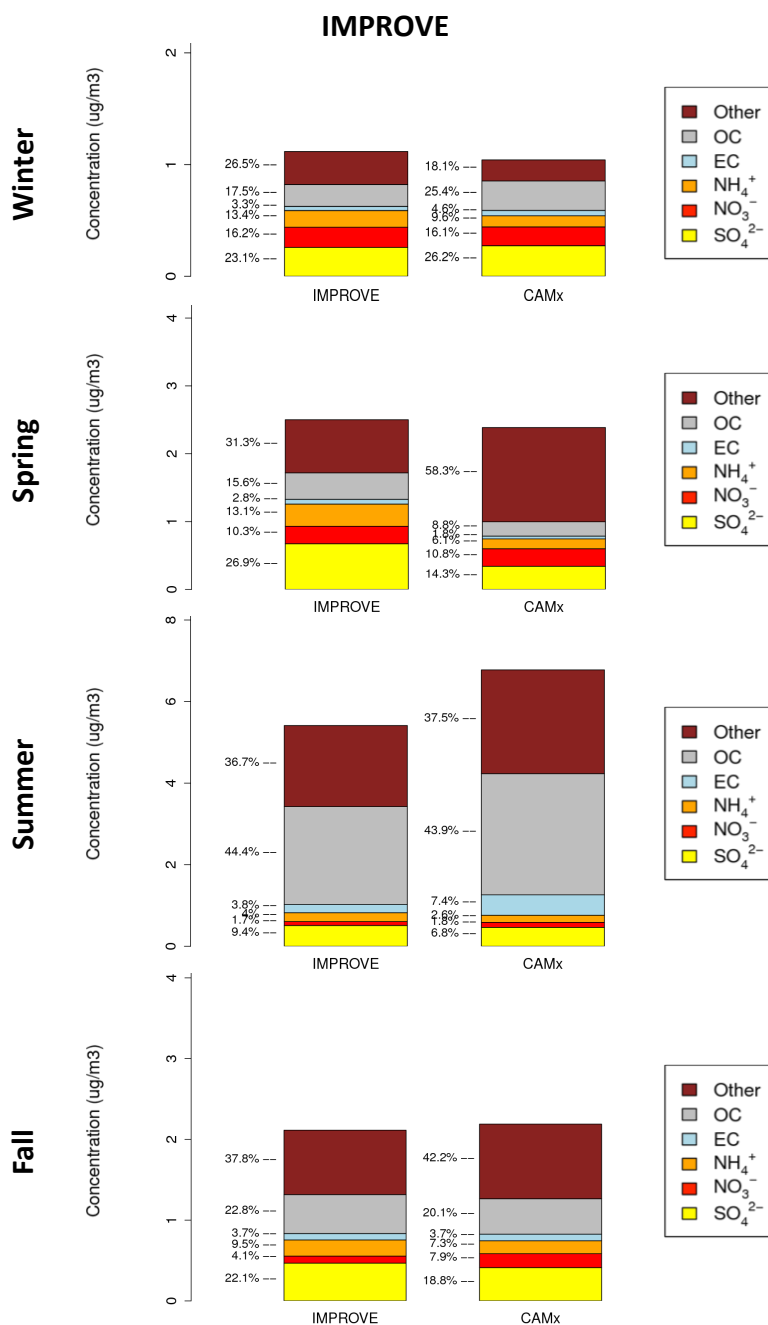 IMPROVE
Winter
Concentration (ug/m3)
2
1
0
26.5%
17.5%
3.3%
13.4%
16.2%
23.1%
IMPROVE
18.1%
25.4%
4.6%
9.6%
16.1%
26.2%
CAMx
Other
OC
EC
NH₄⁺
NO₃⁻
SO₄²⁻
Spring
Concentration (ug/m3)
4
3
2
1
0
31.3%
15.6%
2.8%
13.1%
10.3%
26.9%
IMPROVE
58.3%
8.8%
1.8%
6.1%
10.8%
14.3%
CAMx
Other
OC
EC
NH₄⁺
NO₃⁻
SO₄²⁻
Summer
Concentration (ug/m3)
8
6
4
2
0
36.7%
44.4%
3.8%
4%
1.7%
9.4%
IMPROVE
37.5%
43.9%
7.4%
2.6%
1.8%
6.8%
CAMx
Other
OC
EC
NH₄⁺
NO₃⁻
SO₄²⁻
Fall
Concentration (ug/m3)
4
3
2
1
0
37.8%
22.8%
3.7%
9.5%
4.1%
22.1%
IMPROVE
42.2%
20.1%
3.7%
7.3%
7.9%
18.8%
CAMx
Other
OC
EC
NH₄⁺
NO₃⁻
SO₄²⁻